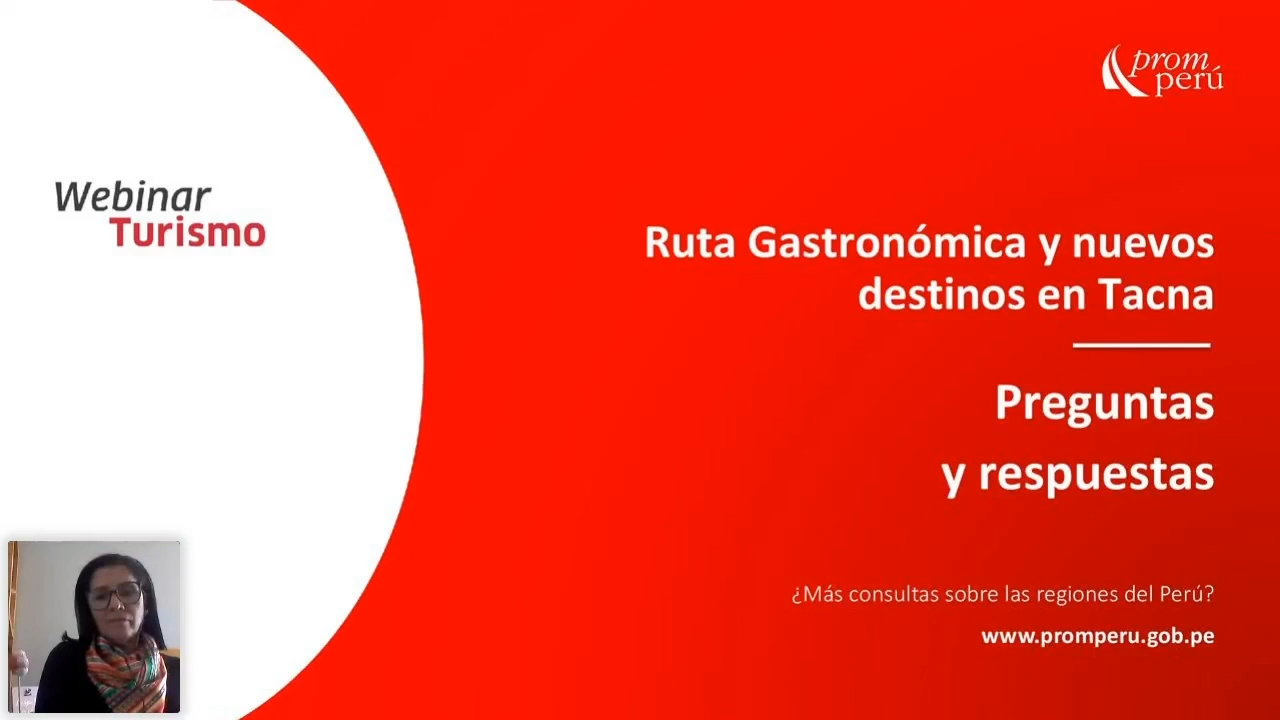 prom
perú
Webinar
Turismo
Ruta Gastronómica y nuevos
destinos en Tacna
Preguntas
y respuestas
¿Más consultas sobre las regiones del Perú?
www.promperu.gob.pe